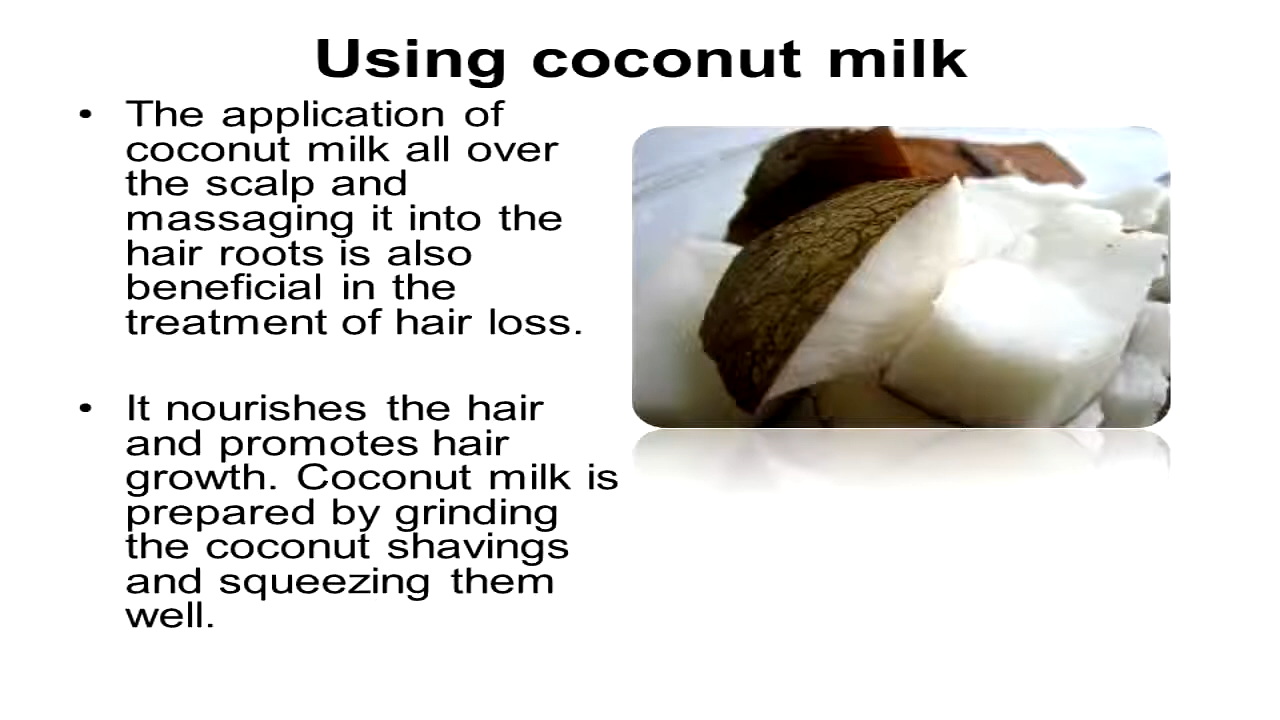 Using coconut milk
• The application of
coconut milk all over
the scalp and
massaging it into the
hair roots is also
beneficial in the
treatment of hair loss.
• It nourishes the hair
and promotes hair
growth. Coconut milk is
prepared by grinding
the coconut shavings
and squeezing them
well.